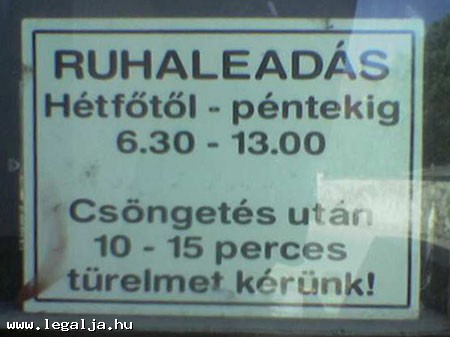 RUHALEADÁS
Hétfőtől - péntekig
6.30 - 13.00
Csöngetés után
10 - 15 perces
türelmet kérünk!
www.legalja.hu